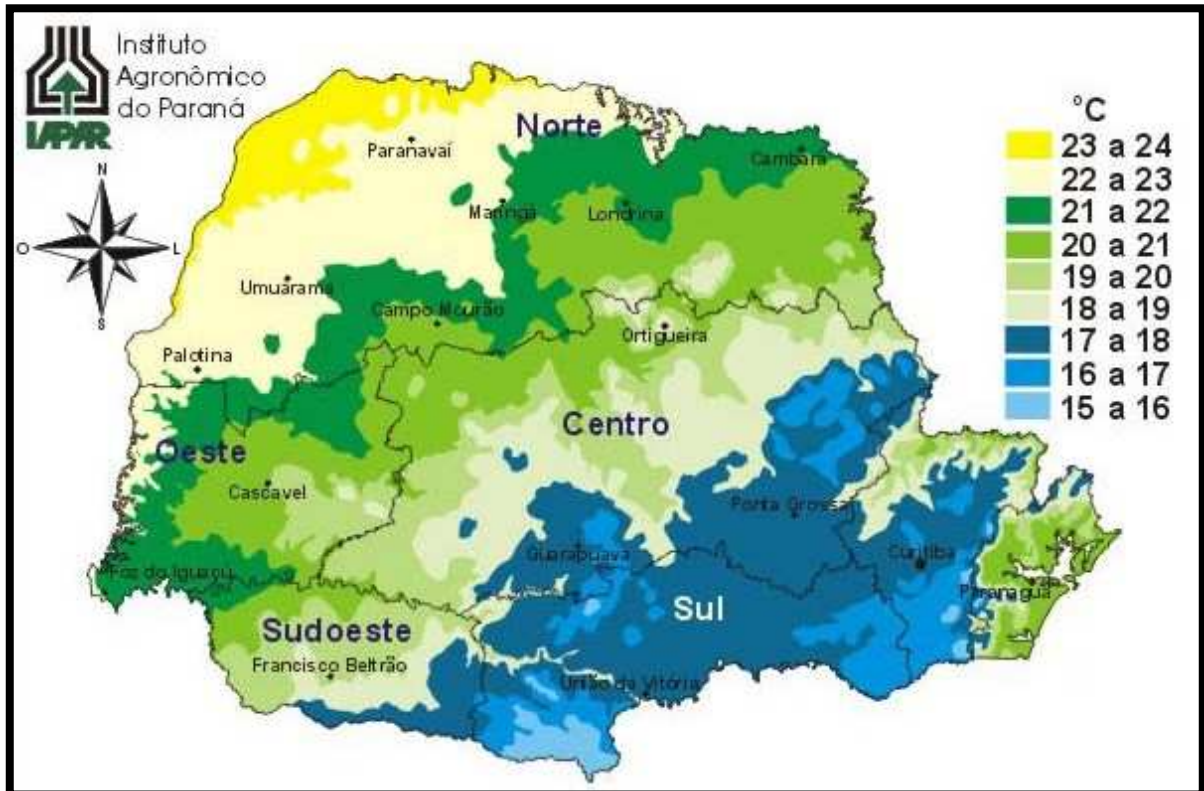 Instituto
Agronômico
do Paraná
IAPAR
N
O
L
S
°C
23 a 24
22 a 23
21 a 22
20 a 21
19 a 20
18 a 19
17 a 18
16 a 17
15 a 16
Norte
Paranavaí
Cambará
Maringá
Londrina
Umuarama
Campo Mourão
Ortigueira
Palotina
Centro
Oeste
Cascavel
Ponta Grossa
Guarapuava
Curitiba
Foz do Iguaçu
Paranaguá
Sul
Sudoeste
Francisco Beltrão
União da Vitória